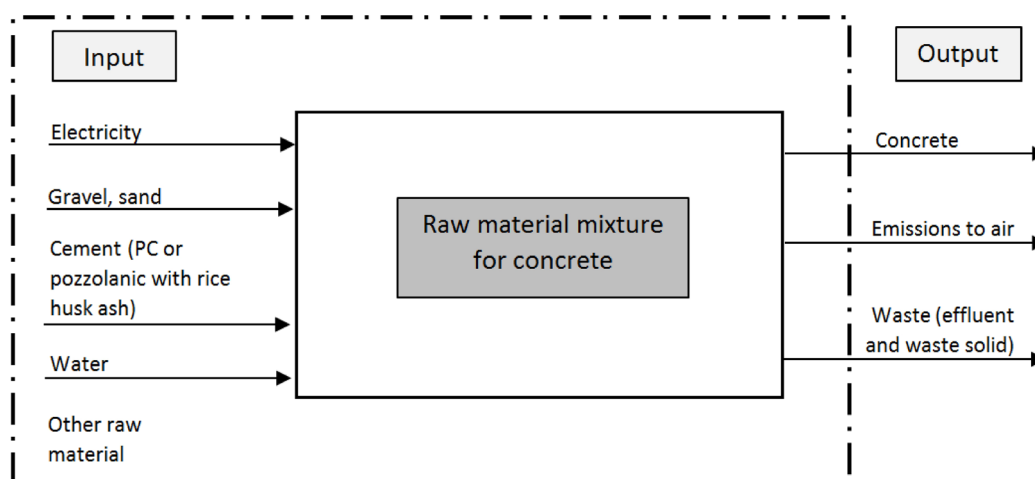 Input
Output
Electricity
Gravel, sand
Cement (PC or
pozzolanic with rice
husk ash)
Water
Other raw
material
Raw material mixture
for concrete
Concrete
Emissions to air
Waste (effluent
and waste solid)